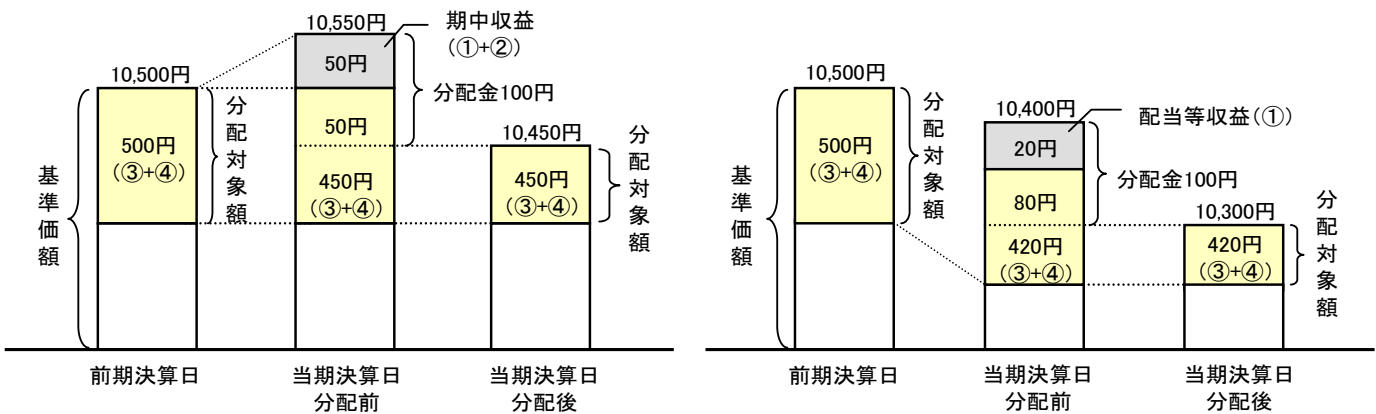 10,500円
500円
(③+④)
分配対象額
基準価額
前期決算日
10,550円
期中収益
(①+②)
50円
分配金100円
50円
450円
(③+④)
当期決算日
分配前
10,450円
450円
(③+④)
分配対象額
当期決算日
分配後
10,500円
500円
(③+④)
分配対象額
基準価額
前期決算日
10,400円
配当等収益(①)
20円
分配金100円
80円
420円
(③+④)
当期決算日
分配前
10,300円
420円
(③+④)
分配対象額
当期決算日
分配後